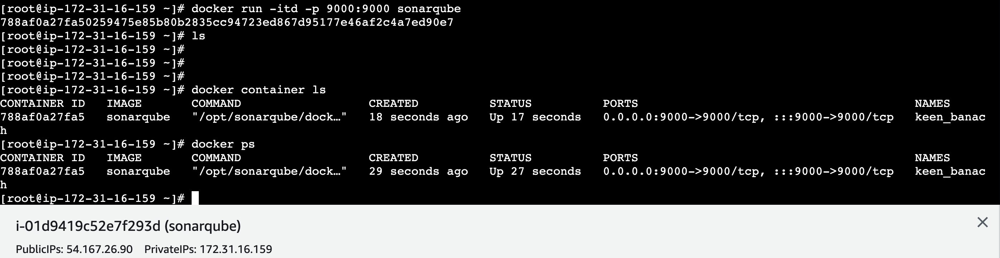 [root@ip-172-31-16-159 ~]# docker run -itd -p 9000:9000 sonarqube
788af0a27fa50259475e85b80b2835cc94723ed867d95177e46af2c4a7ed90e7
[root@ip-172-31-16-159 ~]# ls
[root@ip-172-31-16-159 ~]#
[root@ip-172-31-16-159 ~]#
[root@ip-172-31-16-159 ~]#
[root@ip-172-31-16-159 ~]# docker container ls
CONTAINER ID   IMAGE       COMMAND                  CREATED          STATUS          PORTS                                       NAMES
788af0a27fa5   sonarqube   "/opt/sonarqube/dock…"   18 seconds ago   Up 17 seconds   0.0.0.0:9000->9000/tcp, :::9000->9000/tcp   keen_banac
h
[root@ip-172-31-16-159 ~]# docker ps
CONTAINER ID   IMAGE       COMMAND                  CREATED          STATUS          PORTS                                       NAMES
788af0a27fa5   sonarqube   "/opt/sonarqube/dock…"   29 seconds ago   Up 27 seconds   0.0.0.0:9000->9000/tcp, :::9000->9000/tcp   keen_banac
h
[root@ip-172-31-16-159 ~]#
i-01d9419c52e7f293d (sonarqube)
PublicIPs: 54.167.26.90 PrivateIPs: 172.31.16.159